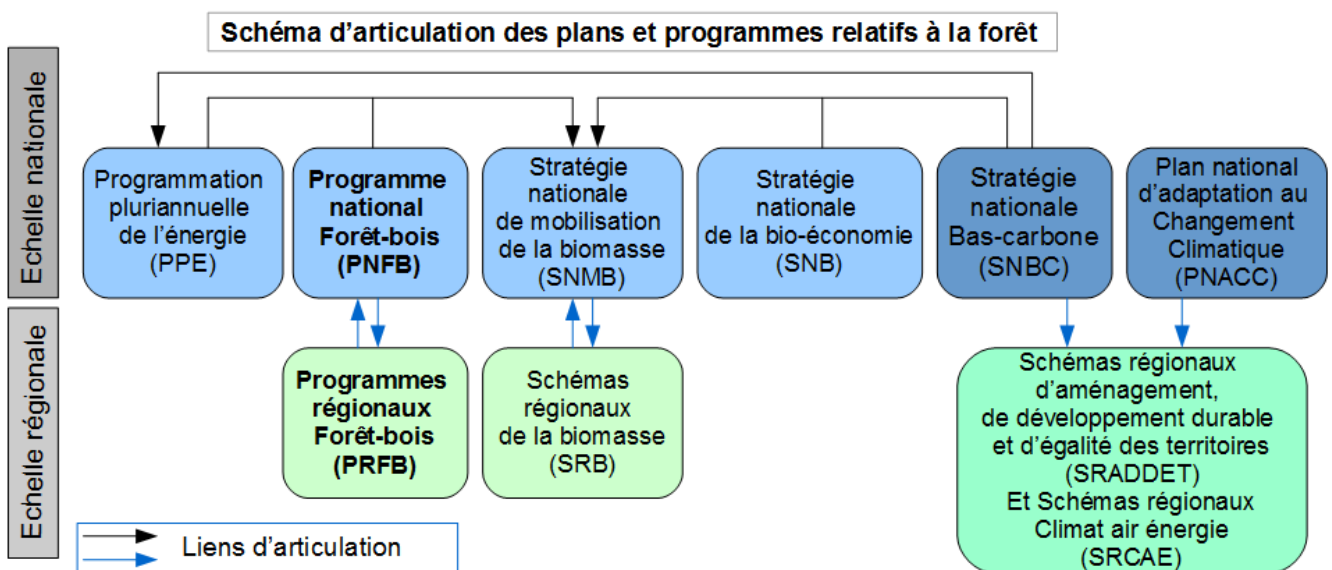 Schéma d’articulation des plans et programmes relatifs à la forêt
Echelle nationale
Programmation
pluriannuelle
de l’énergie
(PPE)
Programme
national
Forêt-bois
(PNFB)
Stratégie
nationale
de mobilisation
de la biomasse
(SNMB)
Stratégie
nationale
de la bio-économie
(SNB)
Stratégie
nationale
Bas-carbone
(SNBC)
Plan national
d’adaptation au
Changement
Climatique
(PNACC)
Echelle régionale
Programmes
régionaux
Forêt-bois
(PRFB)
Schémas
régionaux
de la biomasse
(SRB)
Schémas régionaux
d’aménagement,
de développement durable
et d’égalité des territoires
(SRADDET)
Et Schémas régionaux
Climat air énergie
(SRCAE)
Liens d’articulation